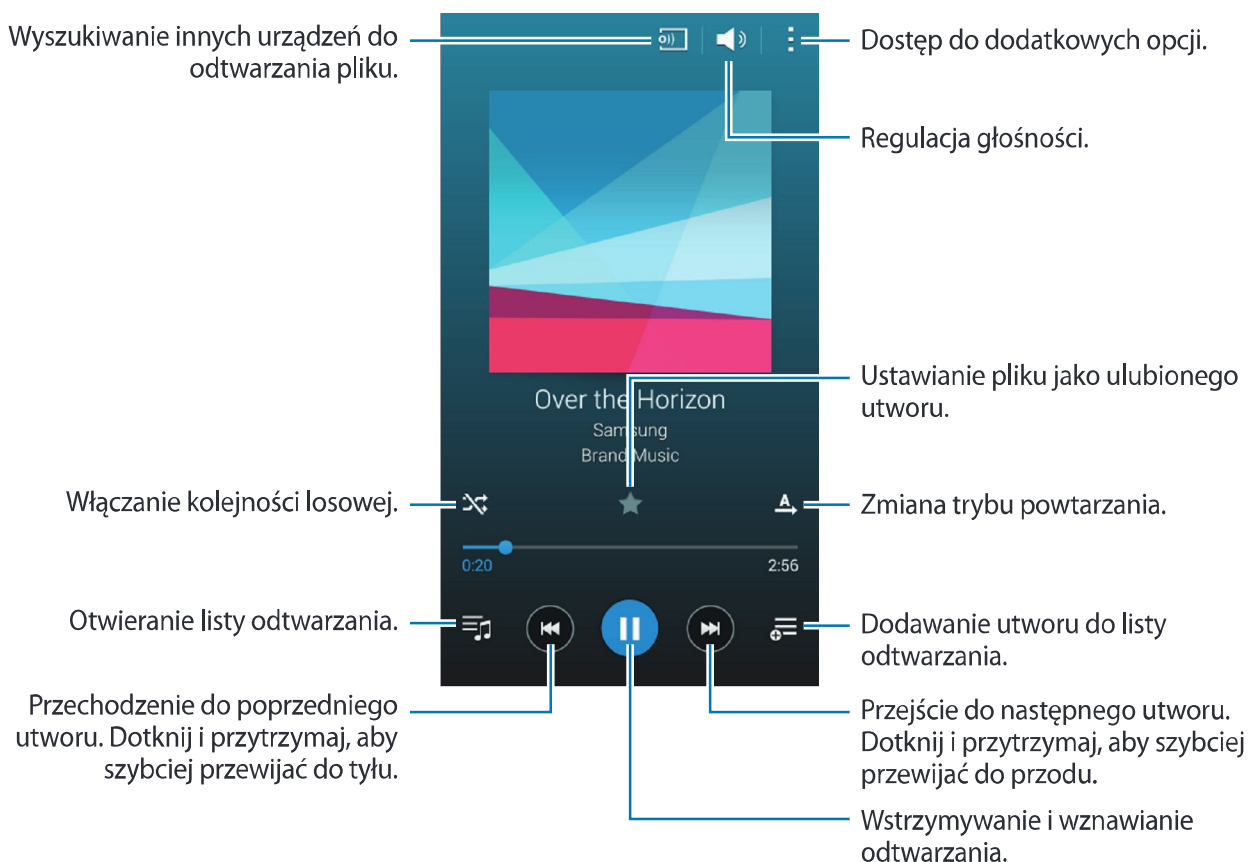 Wyszukiwanie innych urządzeń do
odtwarzania pliku.
Dostęp do dodatkowych opcji.
Regulacja głośności.
Ustawianie pliku jako ulubionego
utworu.
Over the Horizon
Samsung
Brand Music
Włączanie kolejności losowej.
A
Zmiana trybu powtarzania.
0:20
2:56
Otwieranie listy odtwarzania.
Dodawanie utworu do listy
odtwarzania.
Przechodzenie do poprzedniego
utworu. Dotknij i przytrzymaj, aby
szybciej przewijać do tyłu.
Przejście do następnego utworu.
Dotknij i przytrzymaj, aby szybciej
przewijać do przodu.
Wstrzymywanie i wznawianie
odtwarzania.